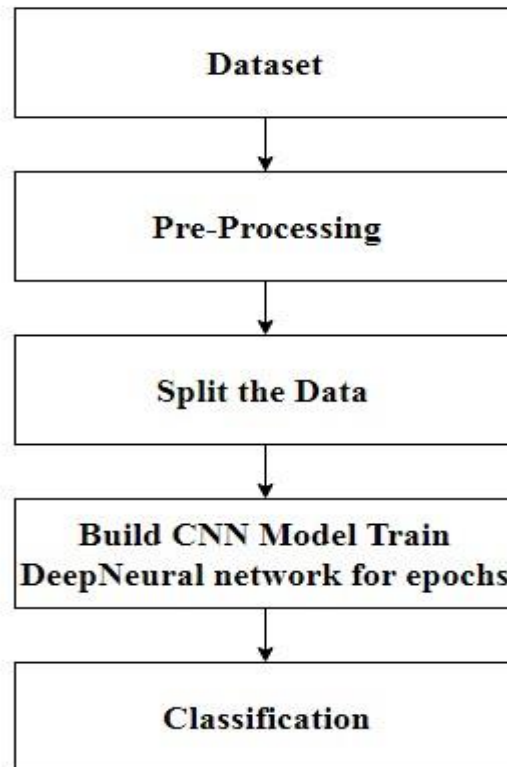 Dataset
Pre-Processing
Split the Data
Build CNN Model Train
DeepNeural network for epochs
Classification